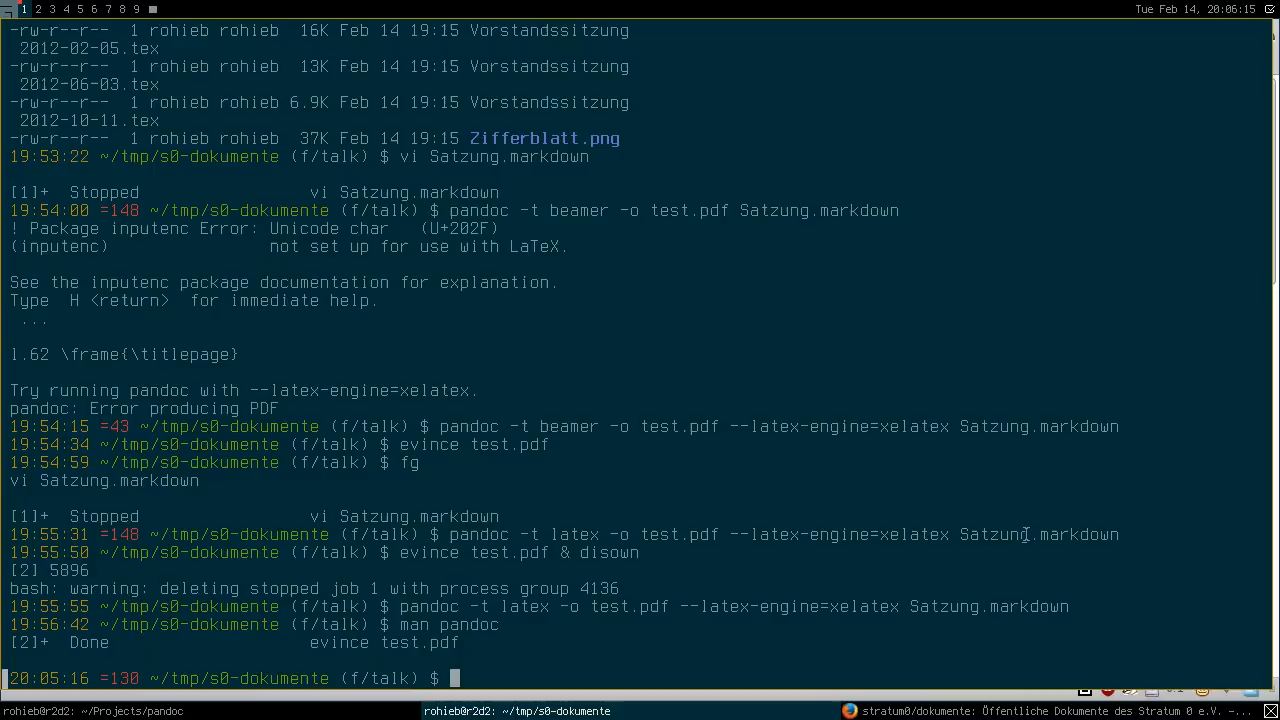 1 2 3 4 5 6 7 8 9 Tue Feb 14, 20:06:15
-rw-r--r-- 1 rohieb rohieb 16K Feb 14 19:15 Vorstandssitzung
2012-02-05.tex
-rw-r--r-- 1 rohieb rohieb 13K Feb 14 19:15 Vorstandssitzung
2012-06-03.tex
-rw-r--r-- 1 rohieb rohieb 6.9K Feb 14 19:15 Vorstandssitzung
2012-10-11.tex
-rw-r--r-- 1 rohieb rohieb 37K Feb 14 19:15 Zifferblatt.png
19:53:22 ~/tmp/s0-dokumente (f/talk) $ vi Satzung.markdown
[1]+ Stopped vi Satzung.markdown
19:54:00 =148 ~/tmp/s0-dokumente (f/talk) $ pandoc -t beamer -o test.pdf Satzung.markdown
! Package inputenc Error: Unicode char (U+202F)
(inputenc) not set up for use with LaTeX.
See the inputenc package documentation for explanation.
Type H <return> for immediate help.
...
l.62 \frame{\titlepage}
Try running pandoc with --latex-engine=xelatex.
pandoc: Error producing PDF
19:54:15 =43 ~/tmp/s0-dokumente (f/talk) $ pandoc -t beamer -o test.pdf --latex-engine=xelatex Satzung.markdown
19:54:34 ~/tmp/s0-dokumente (f/talk) $ evince test.pdf
19:54:59 ~/tmp/s0-dokumente (f/talk) $ fg
vi Satzung.markdown
[1]+ Stopped vi Satzung.markdown
19:55:31 =148 ~/tmp/s0-dokumente (f/talk) $ pandoc -t latex -o test.pdf --latex-engine=xelatex Satzung.markdown
19:55:50 ~/tmp/s0-dokumente (f/talk) $ evince test.pdf & disown
[2] 5896
bash: warning: deleting stopped job 1 with process group 4136
19:55:55 ~/tmp/s0-dokumente (f/talk) $ pandoc -t latex -o test.pdf --latex-engine=xelatex Satzung.markdown
19:56:42 ~/tmp/s0-dokumente (f/talk) $ man pandoc
[2]+ Done evince test.pdf
20:05:16 =130 ~/tmp/s0-dokumente (f/talk) $
rohieb@r2d2: ~/Projects/pandoc rohieb@r2d2: ~/tmp/s0-dokumente stratum0/dokumente: Öffentliche Dokumente des Stratum 0 e.V. -...